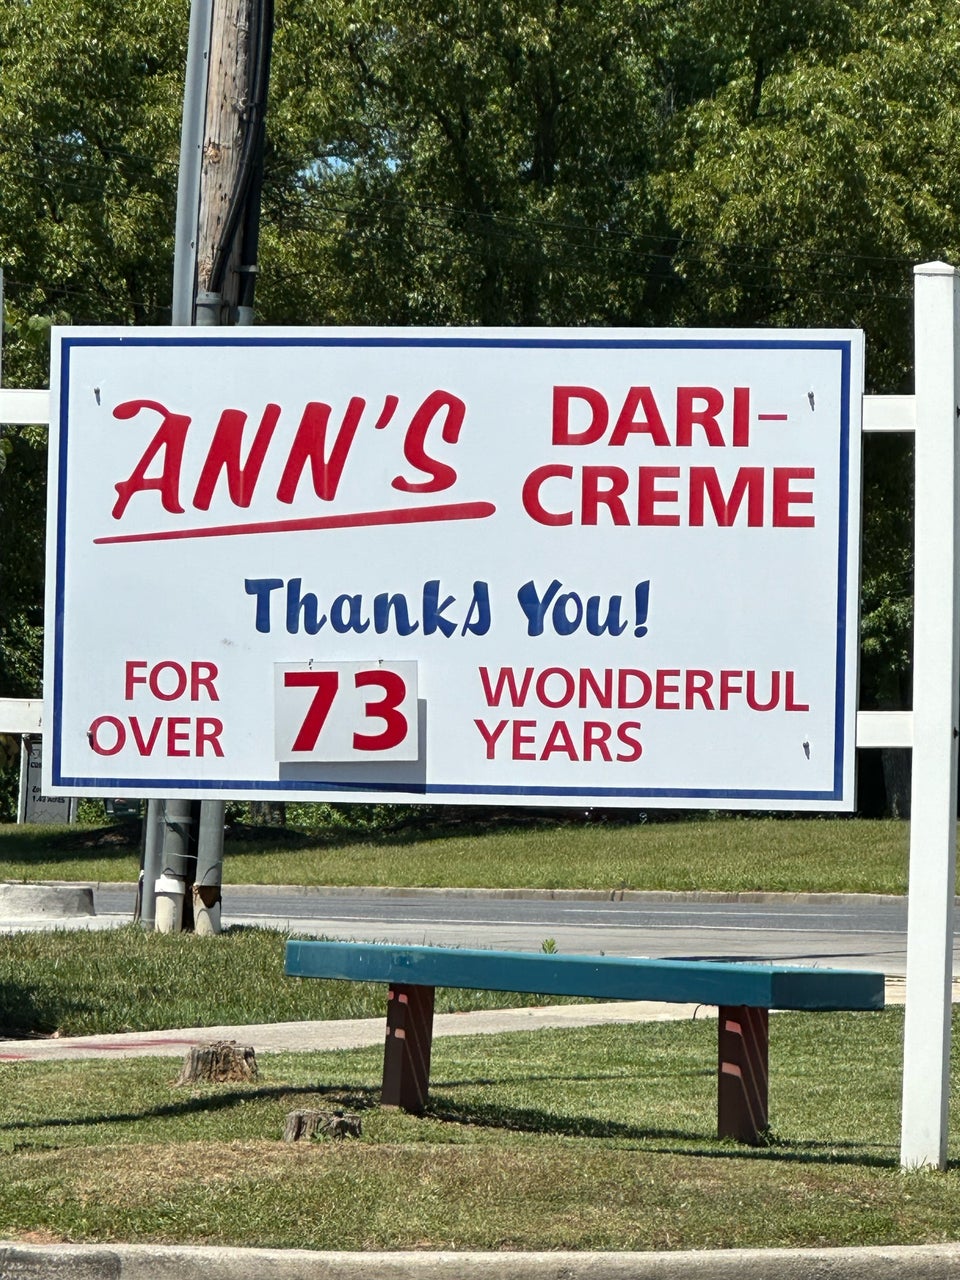 ANN'S DARI-
CREME
Thanks You!
FOR 73 WONDERFUL
OVER YEARS